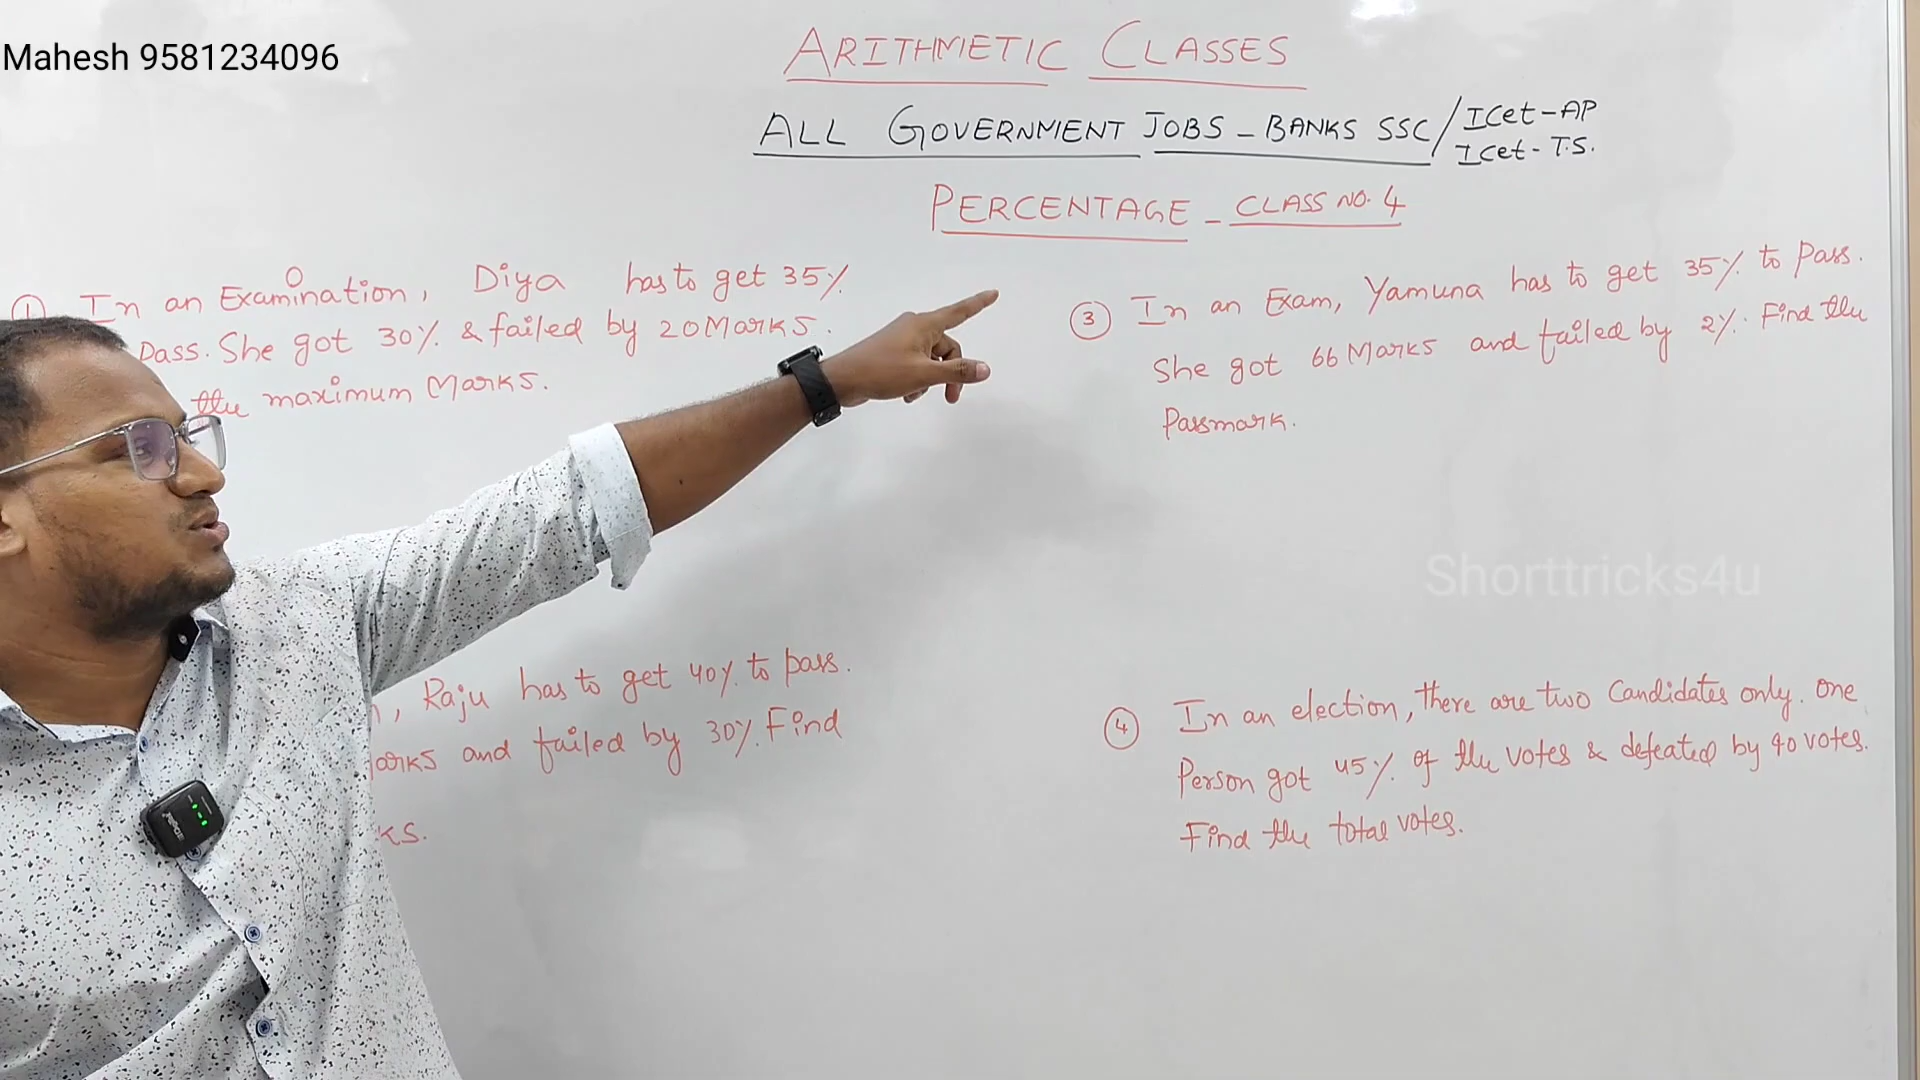 Mahesh 9581234096
ARITHMETIC CLASSES
ALL GOVERNMENT JOBS - BANKS SSC/ICet-AP
ICet-T.S.
PERCENTAGE - CLASS NO. 4
① In an Examination, Diya has to get 35%
Pass. She got 30% & failed by 20 Marks.
the maximum Marks.
, Raju has to get 40% to pass.
and failed by 30%. Find
ks.
③ In an Exam, Yamuna has to get 35% to Pass.
She got 66 Marks and failed by 2%. Find the
Passmark.
Shorttricks4u
④ In an election, there are two Candidates only. One
Person got 45% of the votes & defeated by 90 votes.
Find the total votes.